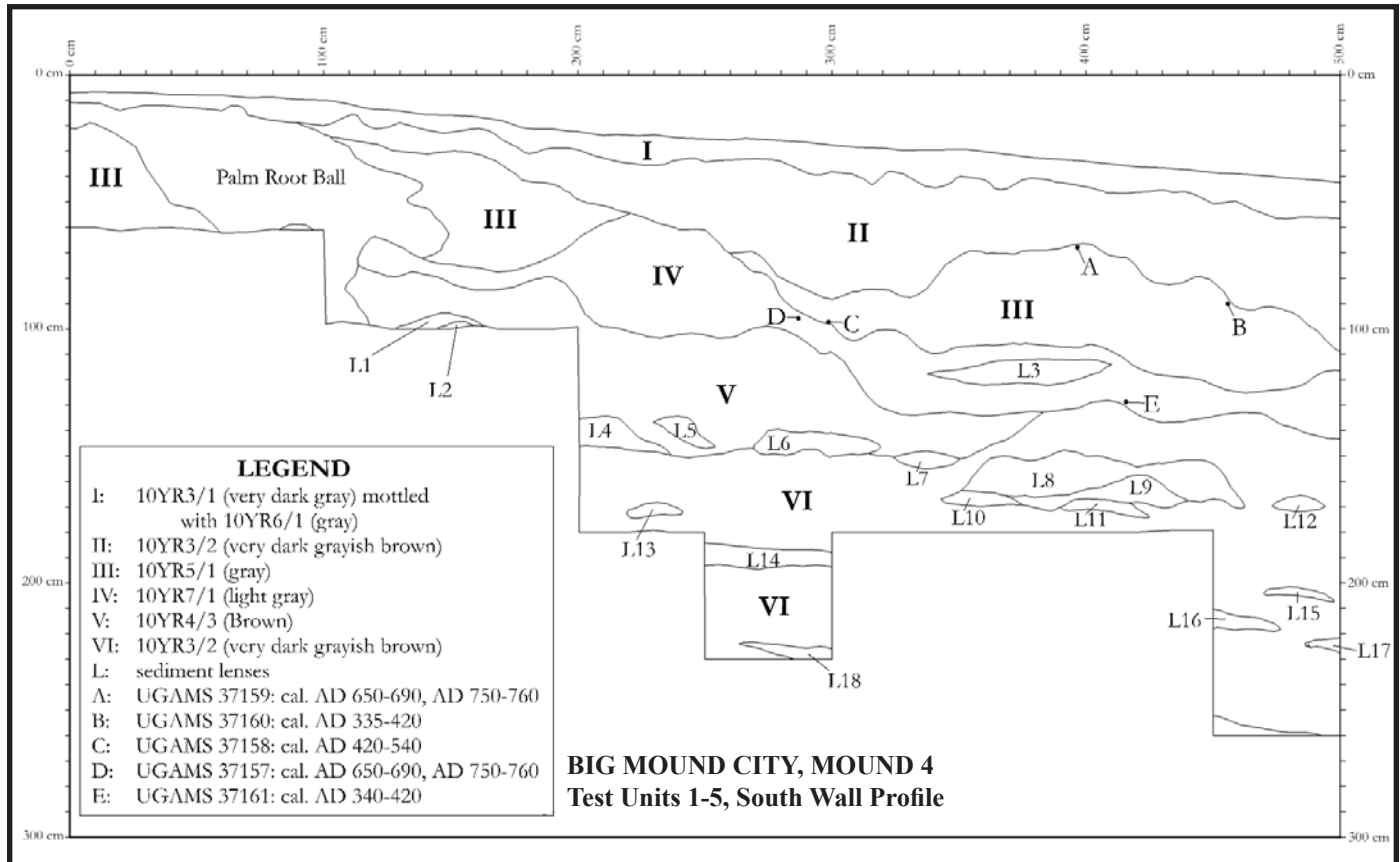 100 cm
200 cm
300 cm
400 cm
500 cm
0 cm
0 cm
I
III
Palm Root Ball
III
II
IV
A
III
B
D
C
100 cm
100 cm
L1
L2
L3
V
E
L4
L5
L6
L7
VI
L8
L9
L10
L11
L12
L13
L14
200 cm
200 cm
VI
L15
L16
L17
L18
LEGEND
I: 10YR3/1 (very dark gray) mottled
with 10YR6/1 (gray)
II: 10YR3/2 (very dark grayish brown)
III: 10YR5/1 (gray)
IV: 10YR7/1 (light gray)
V: 10YR4/3 (Brown)
VI: 10YR3/2 (very dark grayish brown)
L: sediment lenses
A: UGAMS 37159: cal. AD 650-690, AD 750-760
B: UGAMS 37160: cal. AD 335-420
C: UGAMS 37158: cal. AD 420-540
D: UGAMS 37157: cal. AD 650-690, AD 750-760
E: UGAMS 37161: cal. AD 340-420
BIG MOUND CITY, MOUND 4
Test Units 1-5, South Wall Profile
300 cm
300 cm